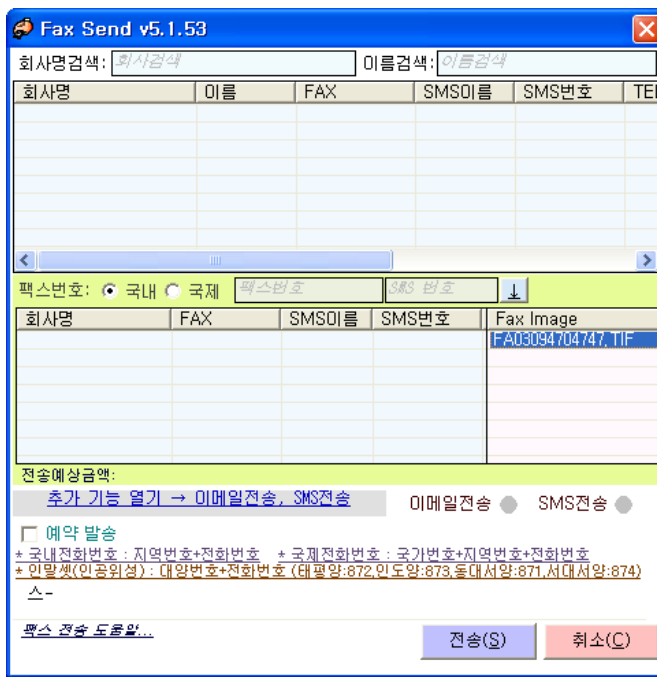 Fax Send v5.1.53
회사명검색: 회사검색 이름검색: 이름검색
회사명 이름 FAX SMS이름 SMS번호 TEL
팩스번호: 국내 국제 팩스번호 SMS 번호 ↓
회사명 FAX SMS이름 SMS번호 Fax Image
FA03094704747.TIF
전송예상금액:
추가 기능 열기 → 이메일전송, SMS전송 이메일전송 SMS전송
예약 발송
* 국내전화번호 : 지역번호+전화번호 * 국제전화번호 : 국가번호+지역번호+전화번호
* 인말셋(인공위성) : 대양번호+전화번호 (태평양:872,인도양:873,동대서양:871,서대서양:874)
스-
팩스 전송 도움말...
전송(S) 취소(C)